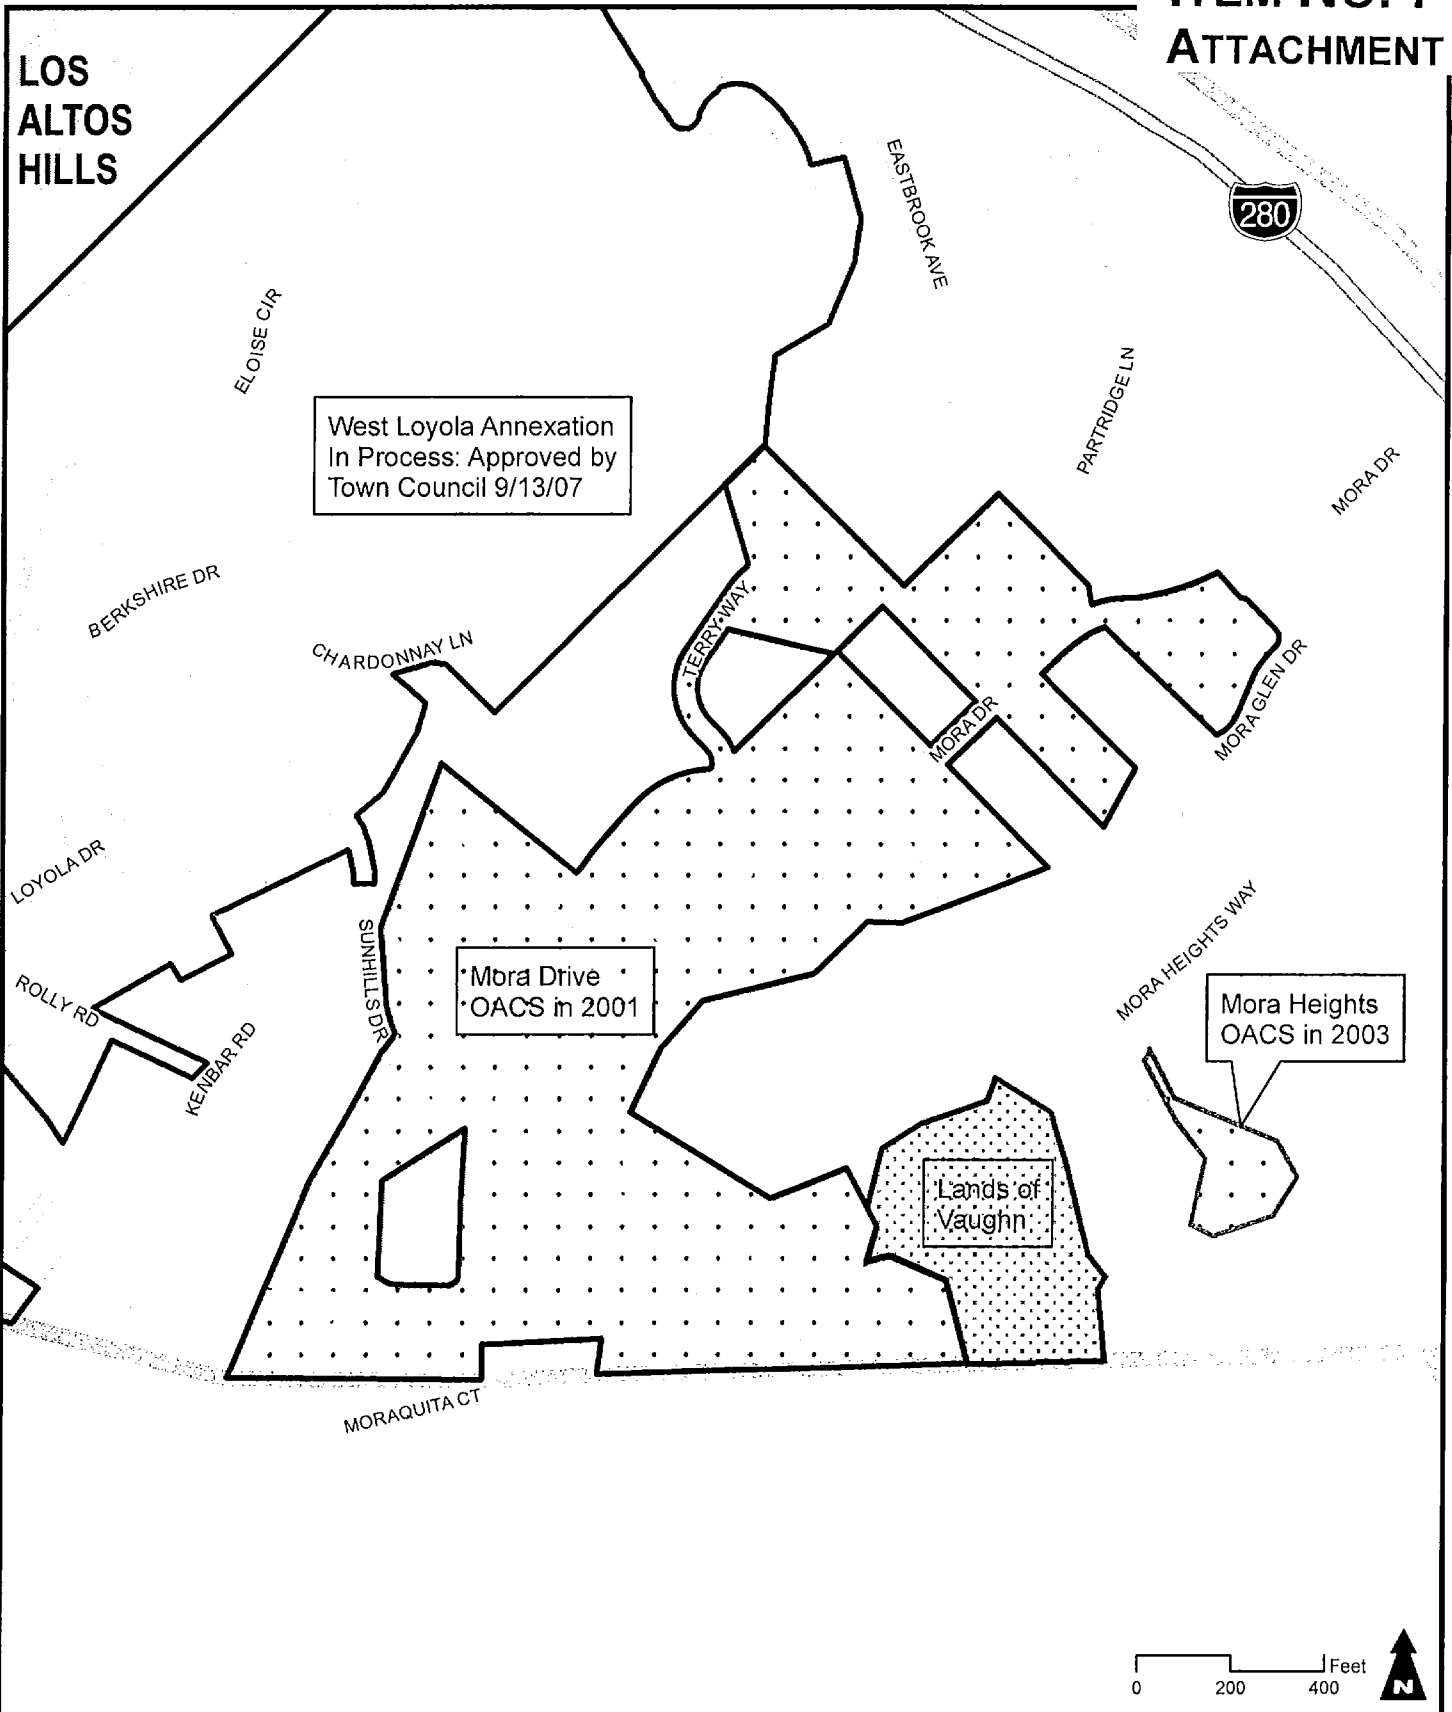 ATTACHMENT
LOS
ALTOS
HILLS
EASTBROOK AVE
280
ELOISE CIR
PARTRIDGE LN
West Loyola Annexation
In Process: Approved by
Town Council 9/13/07
MORA DR
BERKSHIRE DR
TERRY WAY
CHARDONNAY LN
MORA DR
MORA GLEN DR
LOYOLA DR
SUNHILLS DR
MORA HEIGHTS WAY
Mora Drive
OACS in 2001
ROLLY RD
Mora Heights
OACS in 2003
KENBAR RD
Lands of
Vaughn
MORAQUITA CT
Feet
0 200 400
N